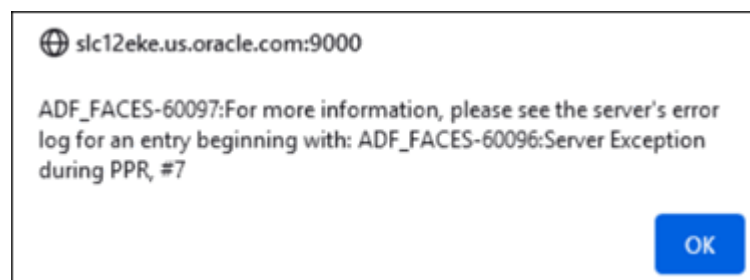 slc12eke.us.oracle.com:9000
ADF_FACES-60097:For more information, please see the server's error
log for an entry beginning with: ADF_FACES-60096:Server Exception
during PPR, #7
OK